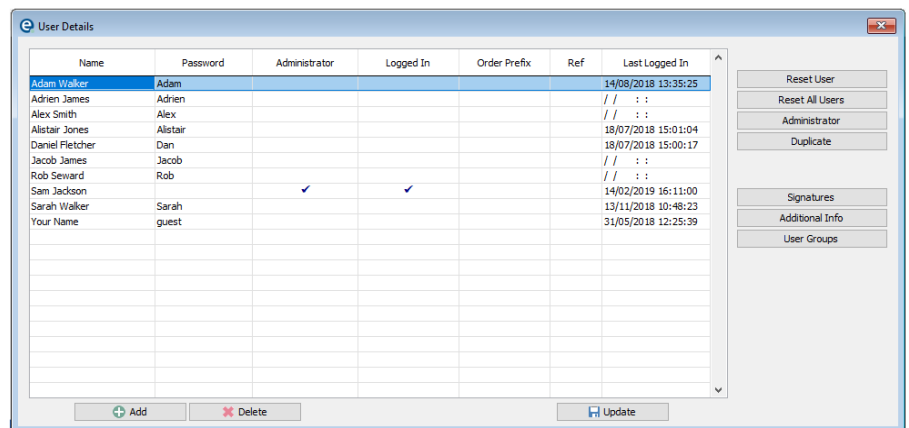 User Details
Name Password Administrator Logged In Order Prefix Ref Last Logged In
Adam Walker Adam 14/08/2018 13:35:25
Adrien James Adrien / / : :
Alex Smith Alex / / : :
Alistair Jones Alistair 18/07/2018 15:01:04
Daniel Fletcher Dan 18/07/2018 15:00:17
Jacob James Jacob / / : :
Rob Seward Rob / / : :
Sam Jackson ✔ ✔ 14/02/2019 16:11:00
Sarah Walker Sarah 13/11/2018 10:48:23
Your Name guest 31/05/2018 12:25:39
Reset User
Reset All Users
Administrator
Duplicate
Signatures
Additional Info
User Groups
Add Delete Update